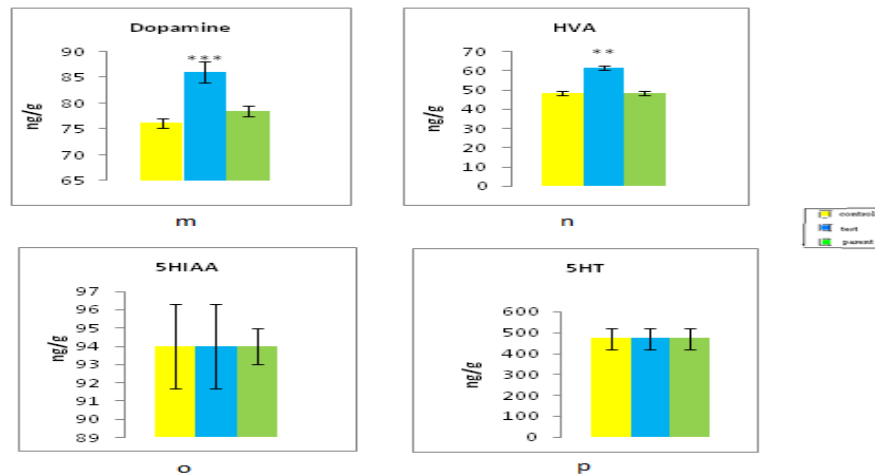 Dopamine
90
***
85
80
75
70
65
ng/g
m
HVA
70
**
60
50
40
30
20
10
0
ng/g
n
control
test
parent
5HIAA
97
96
95
94
93
92
91
90
89
ng/g
o
5HT
600
500
400
300
200
100
0
ng/g
p